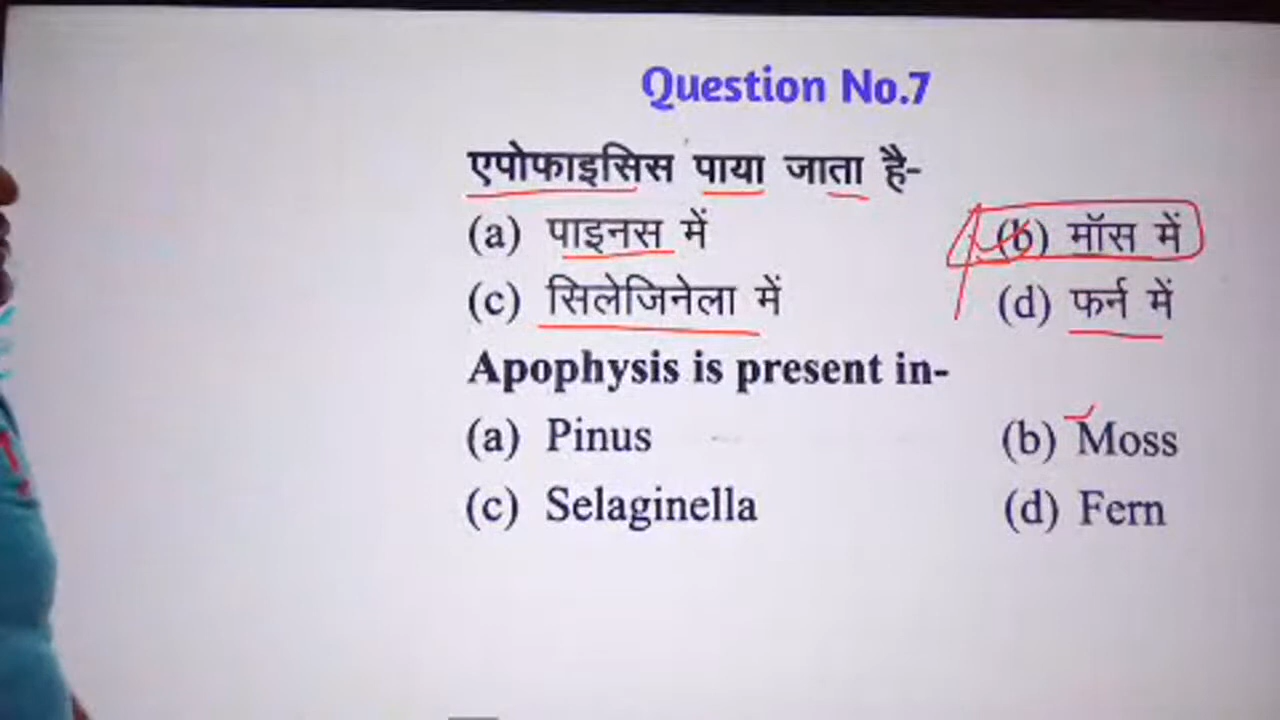 Question No.7
एपोफाइसिस पाया जाता है-
(a) पाइनस में (b) मॉस में
(c) सिलेजिनेला में (d) फर्न में
Apophysis is present in-
(a) Pinus (b) Moss
(c) Selaginella (d) Fern